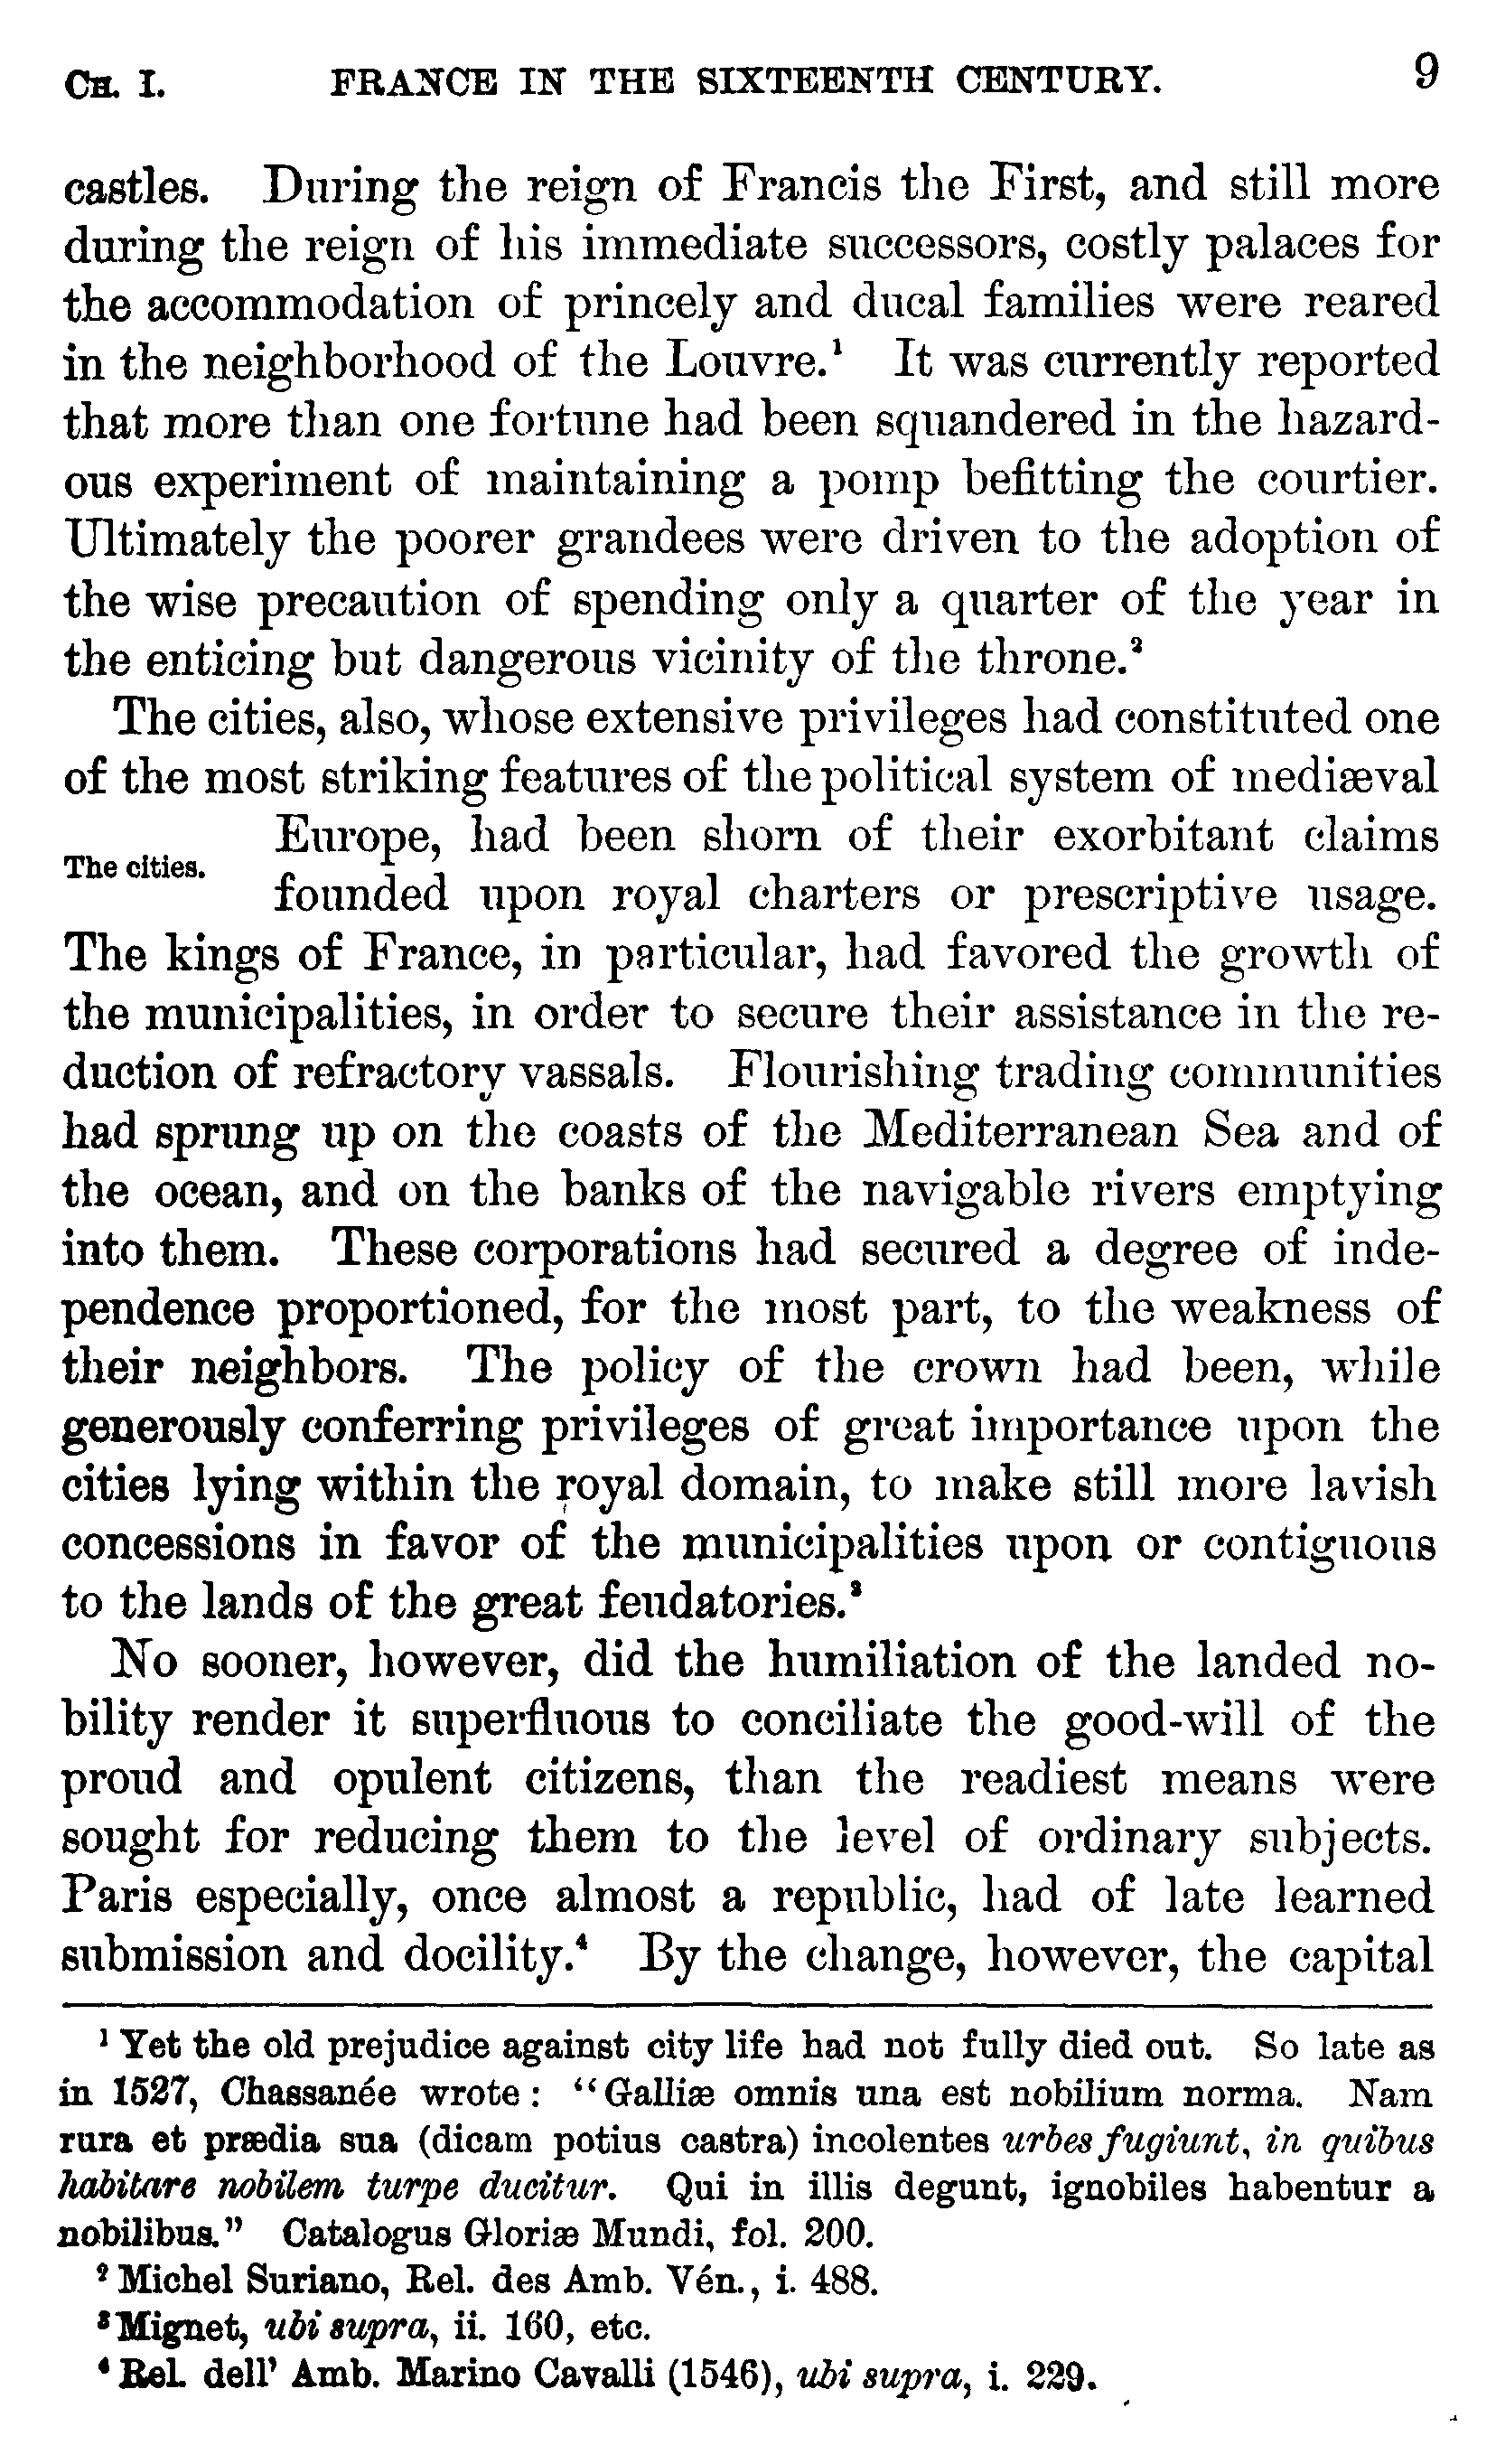 CH. I. FRANCE IN THE SIXTEENTH CENTURY. 9
castles. During the reign of Francis the First, and still more
during the reign of his immediate successors, costly palaces for
the accommodation of princely and ducal families were reared
in the neighborhood of the Louvre.¹ It was currently reported
that more than one fortune had been squandered in the hazard-
ous experiment of maintaining a pomp befitting the courtier.
Ultimately the poorer grandees were driven to the adoption of
the wise precaution of spending only a quarter of the year in
the enticing but dangerous vicinity of the throne.²
The cities, also, whose extensive privileges had constituted one
of the most striking features of the political system of mediæval
The cities.
Europe, had been shorn of their exorbitant claims
founded upon royal charters or prescriptive usage.
The kings of France, in particular, had favored the growth of
the municipalities, in order to secure their assistance in the re-
duction of refractory vassals. Flourishing trading communities
had sprung up on the coasts of the Mediterranean Sea and of
the ocean, and on the banks of the navigable rivers emptying
into them. These corporations had secured a degree of inde-
pendence proportioned, for the most part, to the weakness of
their neighbors. The policy of the crown had been, while
generously conferring privileges of great importance upon the
cities lying within the royal domain, to make still more lavish
concessions in favor of the municipalities upon or contiguous
to the lands of the great feudatories.³
No sooner, however, did the humiliation of the landed no-
bility render it superfluous to conciliate the good-will of the
proud and opulent citizens, than the readiest means were
sought for reducing them to the level of ordinary subjects.
Paris especially, once almost a republic, had of late learned
submission and docility.⁴ By the change, however, the capital
¹ Yet the old prejudice against city life had not fully died out. So late as
in 1527, Chassanée wrote: "Galliæ omnis una est nobilium norma. Nam
rura et prædia sua (dicam potius castra) incolentes urbes fugiunt, in quibus
habitare nobilem turpe ducitur. Qui in illis degunt, ignobiles habentur a
nobilibus." Catalogus Gloriæ Mundi, fol. 200.
² Michel Suriano, Rel. des Amb. Vén., i. 488.
³ Mignet, ubi supra, ii. 160, etc.
⁴ Rel. dell' Amb. Marino Cavalli (1546), ubi supra, i. 229.